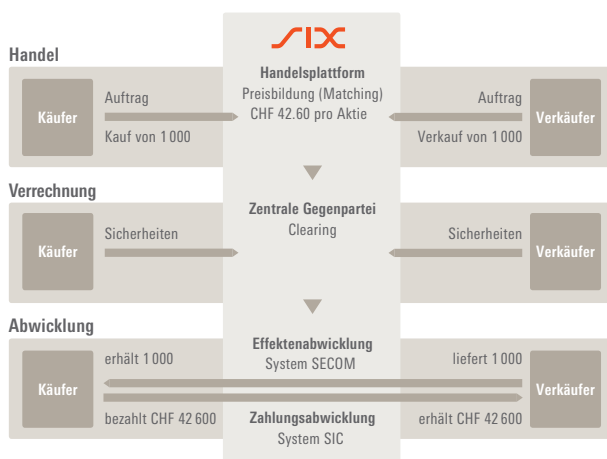 SIX
Handel
Handelsplattform
Preisbildung (Matching)
CHF 42.60 pro Aktie
Käufer
Auftrag
Kauf von 1 000
Auftrag
Verkauf von 1 000
Verkäufer
Verrechnung
Zentrale Gegenpartei
Clearing
Käufer
Sicherheiten
Sicherheiten
Verkäufer
Abwicklung
Effektenabwicklung
System SECOM
Käufer
erhält 1 000
bezahlt CHF 42 600
liefert 1 000
erhält CHF 42 600
Verkäufer
Zahlungsabwicklung
System SIC